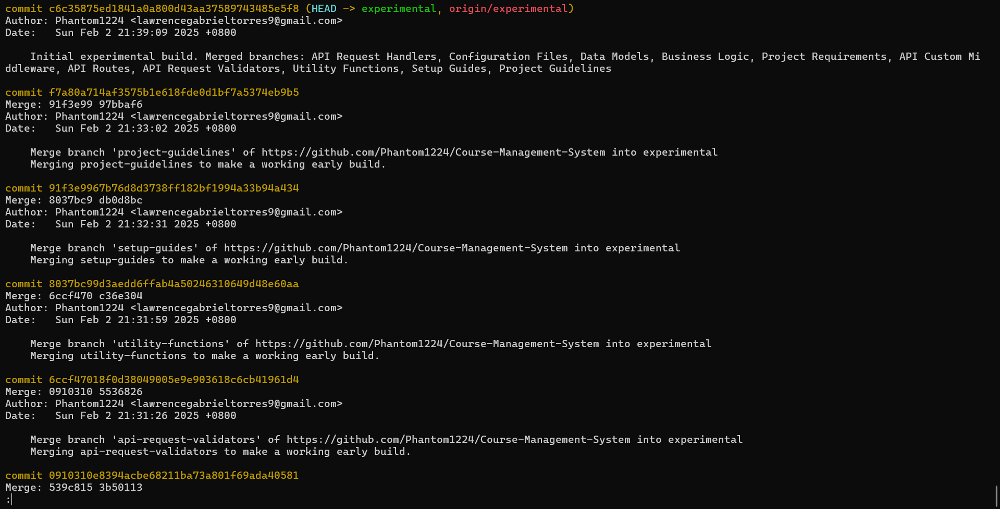 commit c6c35875ed1841a0a800d43aa37589743485e5f8 (HEAD -> experimental, origin/experimental)
Author: Phantom1224 <lawrencegabrieltorres9@gmail.com>
Date:   Sun Feb 2 21:39:09 2025 +0800

    Initial experimental build. Merged branches: API Request Handlers, Configuration Files, Data Models, Business Logic, Project Requirements, API Custom Mi
ddleware, API Routes, API Request Validators, Utility Functions, Setup Guides, Project Guidelines

commit f7a80a714af3575b1e618fde0d1bf7a5374eb9b5
Merge: 91f3e99 97bbaf6
Author: Phantom1224 <lawrencegabrieltorres9@gmail.com>
Date:   Sun Feb 2 21:33:02 2025 +0800

    Merge branch 'project-guidelines' of https://github.com/Phantom1224/Course-Management-System into experimental
    Merging project-guidelines to make a working early build.

commit 91f3e9967b76d8d3738ff182bf1994a33b94a434
Merge: 8037bc9 db0d8bc
Author: Phantom1224 <lawrencegabrieltorres9@gmail.com>
Date:   Sun Feb 2 21:32:31 2025 +0800

    Merge branch 'setup-guides' of https://github.com/Phantom1224/Course-Management-System into experimental
    Merging setup-guides to make a working early build.

commit 8037bc99d3aedd6ffab4a50246310649d48e60aa
Merge: 6ccf470 c36e304
Author: Phantom1224 <lawrencegabrieltorres9@gmail.com>
Date:   Sun Feb 2 21:31:59 2025 +0800

    Merge branch 'utility-functions' of https://github.com/Phantom1224/Course-Management-System into experimental
    Merging utility-functions to make a working early build.

commit 6ccf47018f0d38049005e9e903618c6cb41961d4
Merge: 0910310 5536826
Author: Phantom1224 <lawrencegabrieltorres9@gmail.com>
Date:   Sun Feb 2 21:31:26 2025 +0800

    Merge branch 'api-request-validators' of https://github.com/Phantom1224/Course-Management-System into experimental
    Merging api-request-validators to make a working early build.

commit 0910310e8394acbe68211ba73a801f69ada40581
Merge: 539c815 3b50113
: